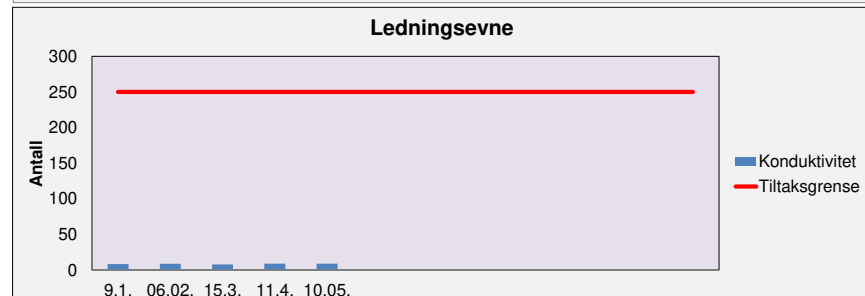 Ledningsevne
300
250
200
150
100
50
0
Antall
9.1. 06.02. 15.3. 11.4. 10.05.
Konduktivitet
Tiltaksgrense